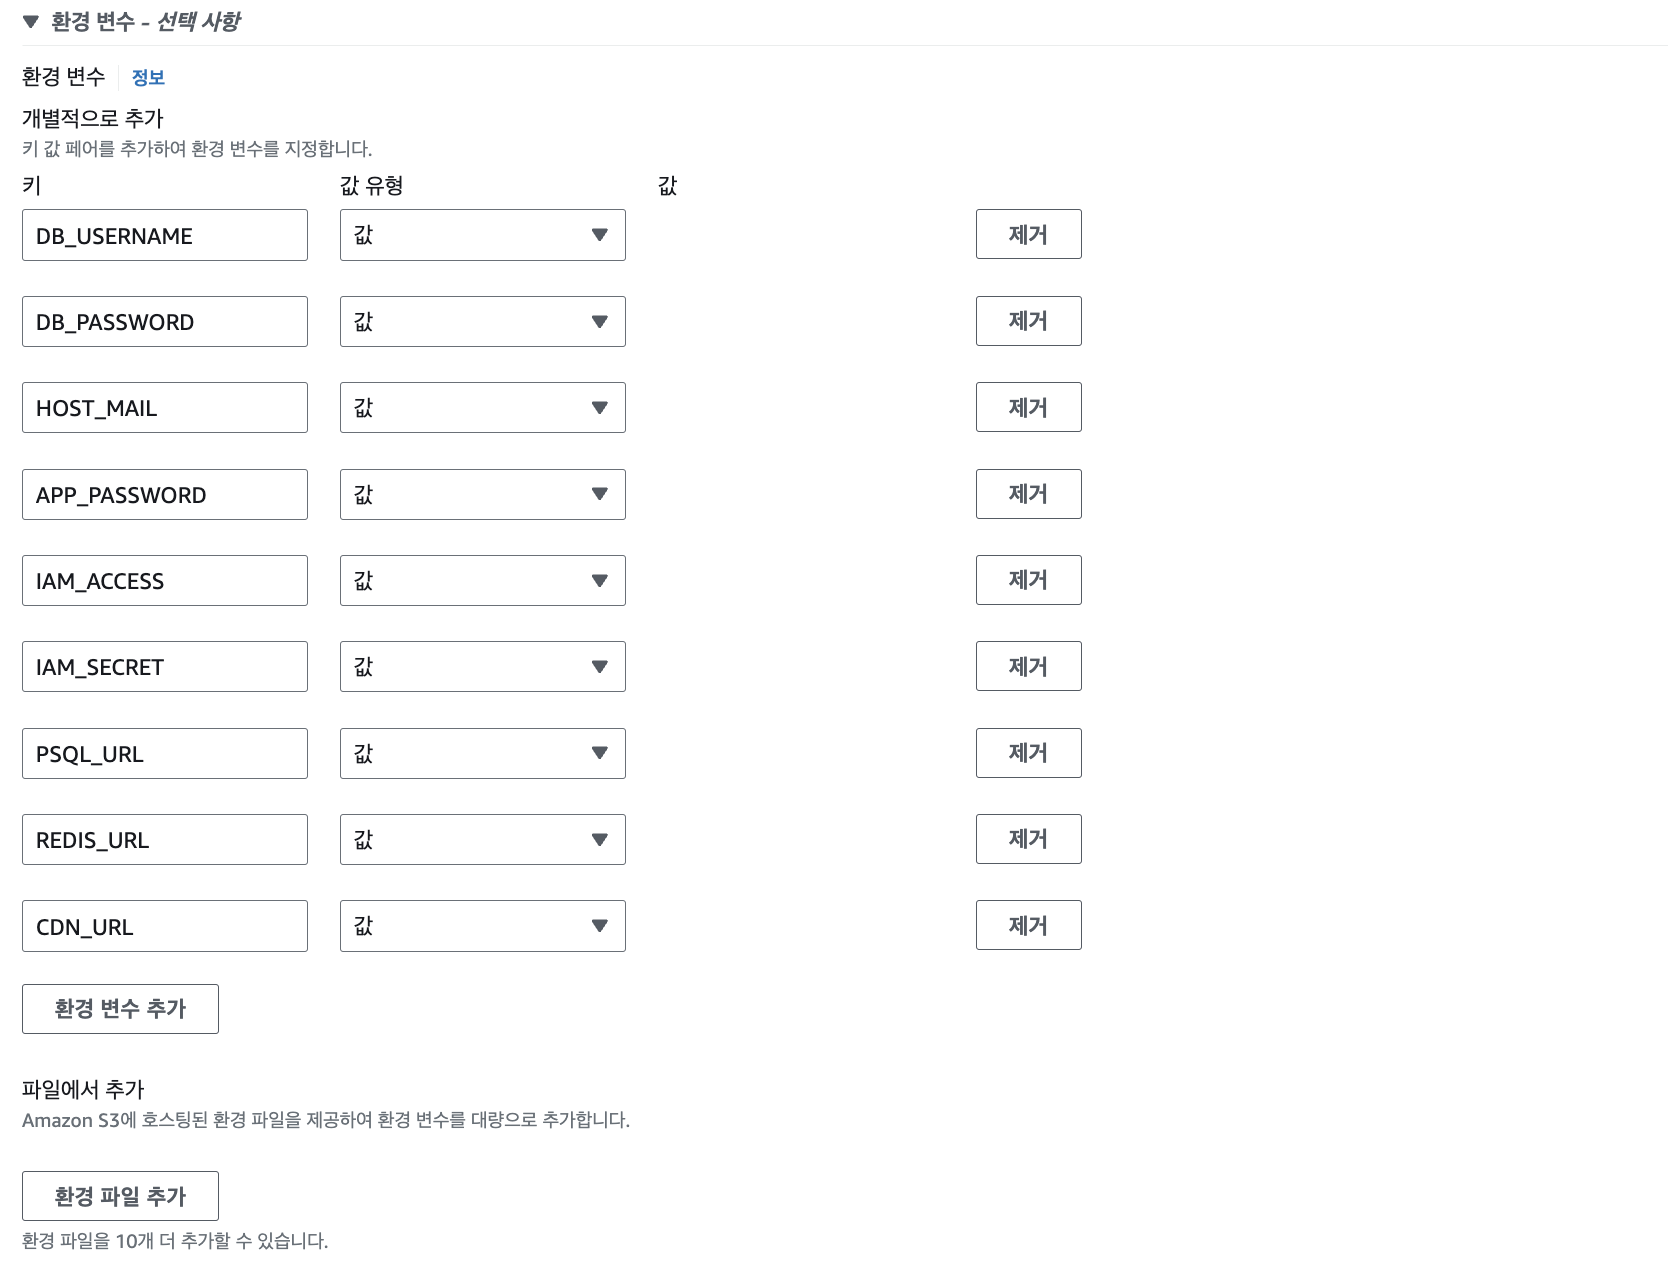 환경 변수 - 선택 사항
환경 변수 정보
개별적으로 추가
키 값 페어를 추가하여 환경 변수를 지정합니다.
키 값 유형 값
DB_USERNAME 값 제거
DB_PASSWORD 값 제거
HOST_MAIL 값 제거
APP_PASSWORD 값 제거
IAM_ACCESS 값 제거
IAM_SECRET 값 제거
PSQL_URL 값 제거
REDIS_URL 값 제거
CDN_URL 값 제거
환경 변수 추가
파일에서 추가
Amazon S3에 호스팅된 환경 파일을 제공하여 환경 변수를 대량으로 추가합니다.
환경 파일 추가
환경 파일을 10개 더 추가할 수 있습니다.